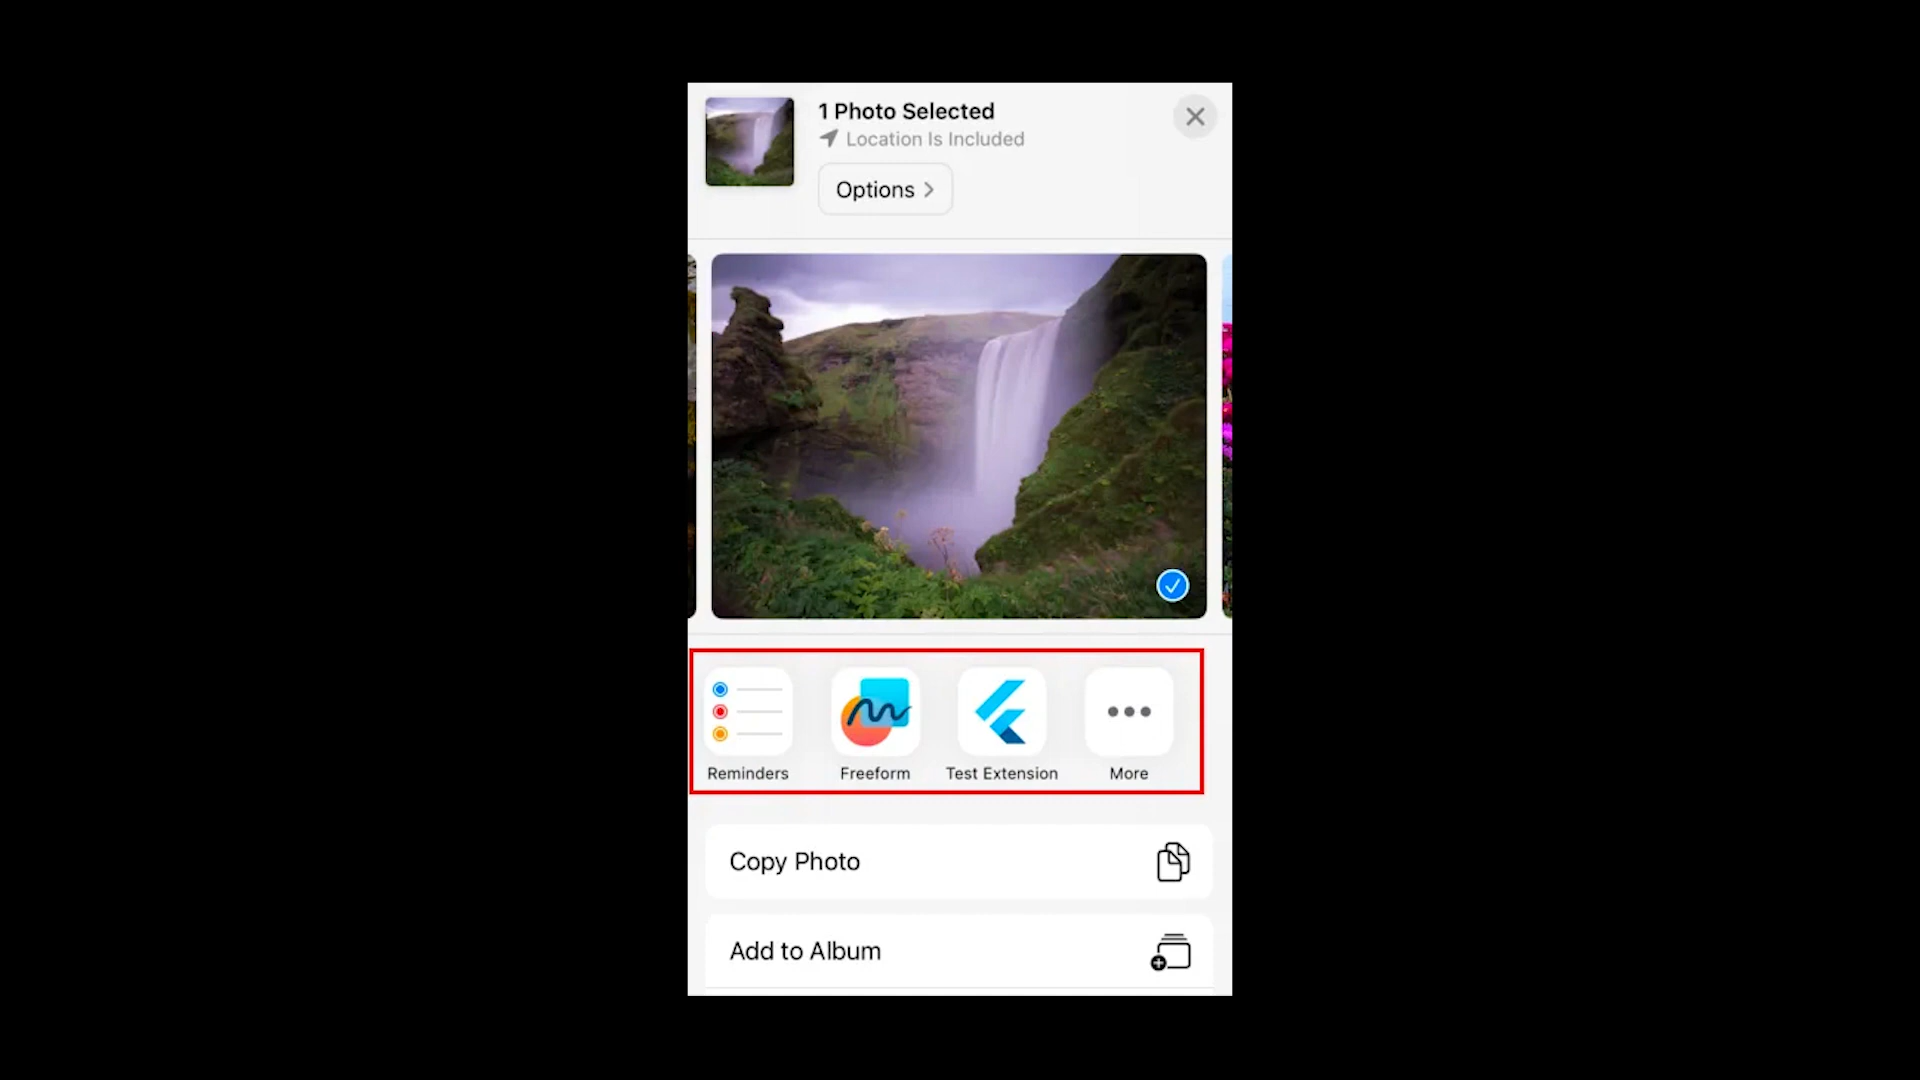 1 Photo Selected
Location Is Included
Options
Reminders
Freeform
Test Extension
More
Copy Photo
Add to Album